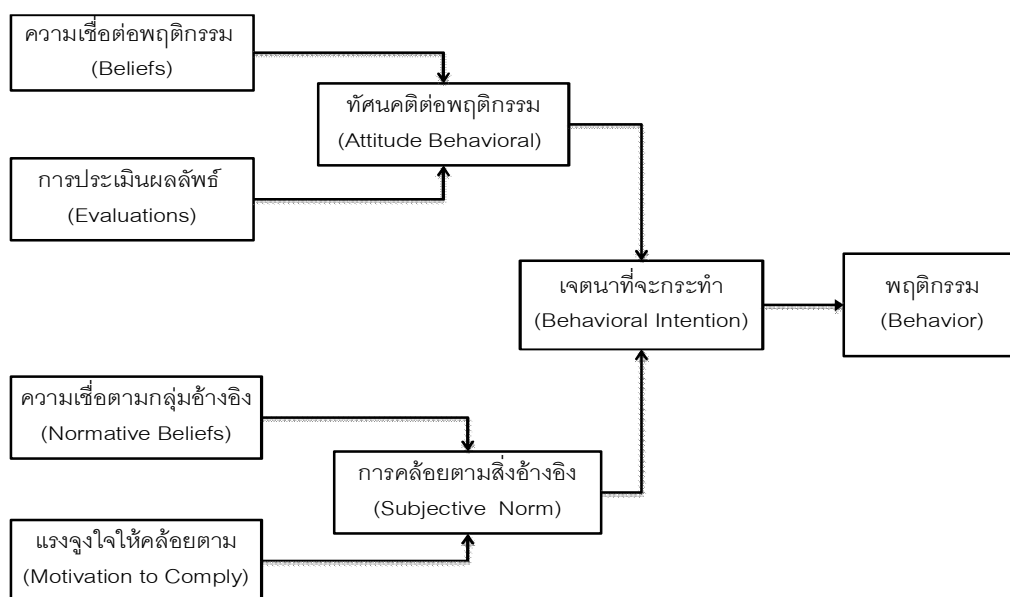 ความเชื่อต่อพฤติกรรม
(Beliefs)
ทัศนคติต่อพฤติกรรม
(Attitude Behavioral)
การประเมินผลลัพธ์
(Evaluations)
เจตนาที่จะกระทำ
(Behavioral Intention)
พฤติกรรม
(Behavior)
ความเชื่อตามกลุ่มอ้างอิง
(Normative Beliefs)
การคล้อยตามสิ่งอ้างอิง
(Subjective Norm)
แรงจูงใจให้คล้อยตาม
(Motivation to Comply)